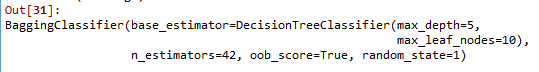 Out[31]:
BaggingClassifier(base_estimator=DecisionTreeClassifier(max_depth=5,
max_leaf_nodes=10),
n_estimators=42, oob_score=True, random_state=1)